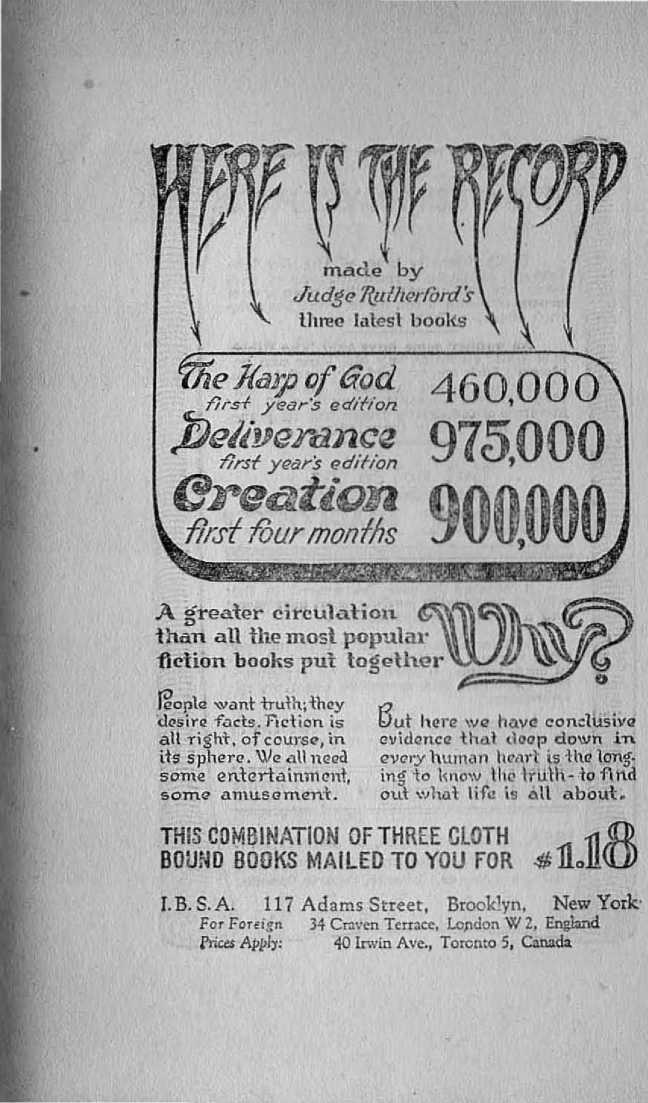 HERE IS THE RECORD
made by
Judge Rutherford's
three latest books
The Harp of God 460,000
first year's edition
Deliverance 975,000
first year's edition
Creation 900,000
first four months
A greater circulation
than all the most popular
fiction books put together
Why?
People want truth; they
desire facts. Fiction is
all right, of course, in
its sphere. We all need
some entertainment,
some amusement.
But here we have conclusive
evidence that deep down in
every human heart is the long-
ing to know the truth - to find
out what life is all about.
THIS COMBINATION OF THREE CLOTH
BOUND BOOKS MAILED TO YOU FOR $1.18
I. B. S. A. 117 Adams Street, Brooklyn, New York
For Foreign 34 Craven Terrace, London W 2, England
Prices Apply: 40 Irwin Ave., Toronto 5, Canada